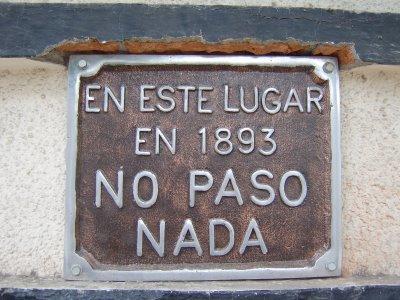 EN ESTE LUGAR
EN 1893
NO PASO
NADA